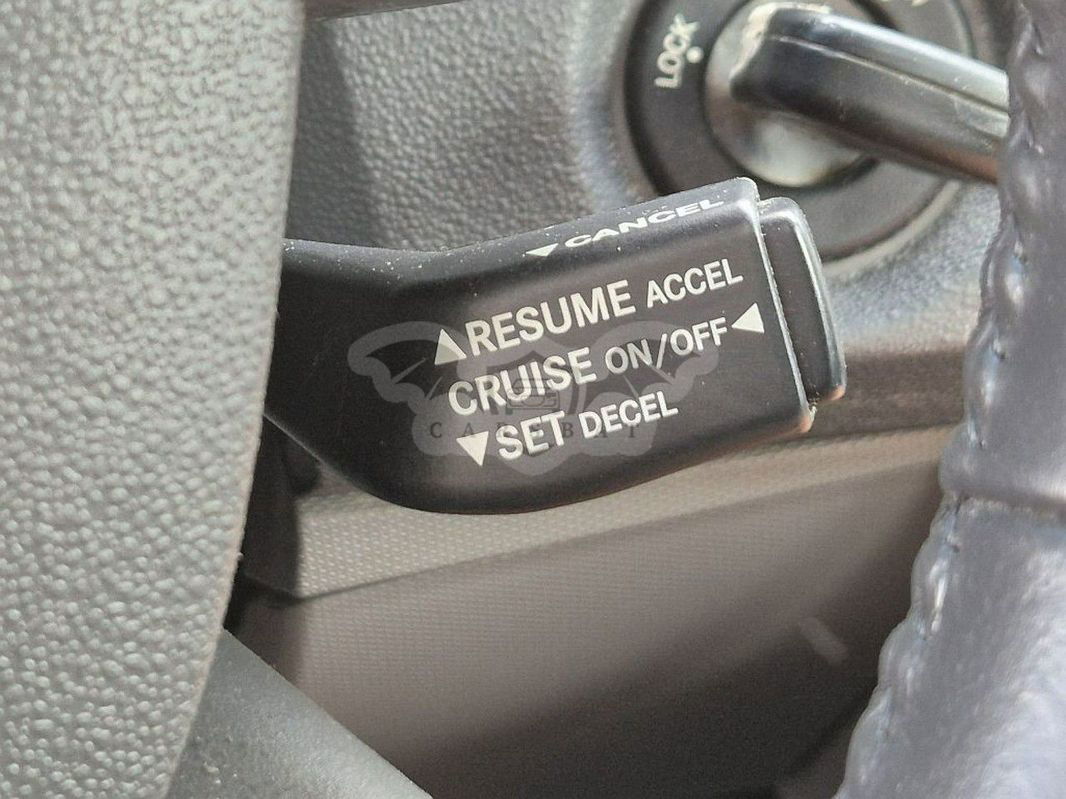 LOCK
CANCEL
RESUME ACCEL
CRUISE ON/OFF
SET DECEL